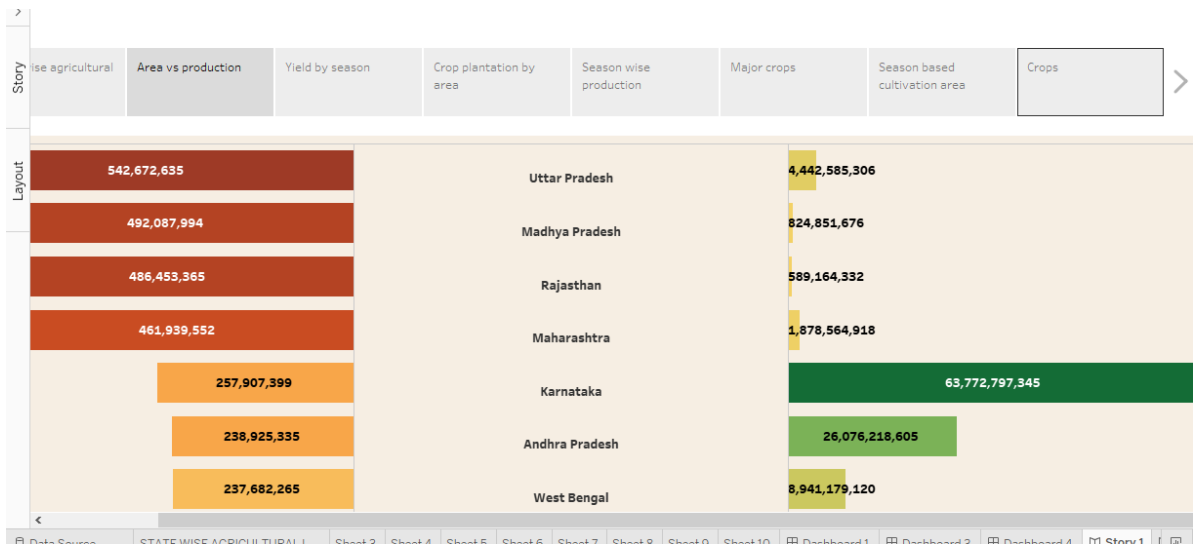 Story
Layout
ise agricultural
Area vs production
Yield by season
Crop plantation by
area
Season wise
production
Major crops
Season based
cultivation area
Crops
542,672,635
Uttar Pradesh
4,442,585,306
492,087,994
Madhya Pradesh
824,851,676
486,453,365
Rajasthan
589,164,332
461,939,552
Maharashtra
1,878,564,918
257,907,399
Karnataka
63,772,797,345
238,925,335
Andhra Pradesh
26,076,218,605
237,682,265
West Bengal
8,941,179,120
Data Source
STATE WISE AGRICULTURAL
Sheet 3
Sheet 4
Sheet 5
Sheet 6
Sheet 7
Sheet 8
Sheet 9
Sheet 10
Dashboard 1
Dashboard 3
Dashboard 4
Story 1